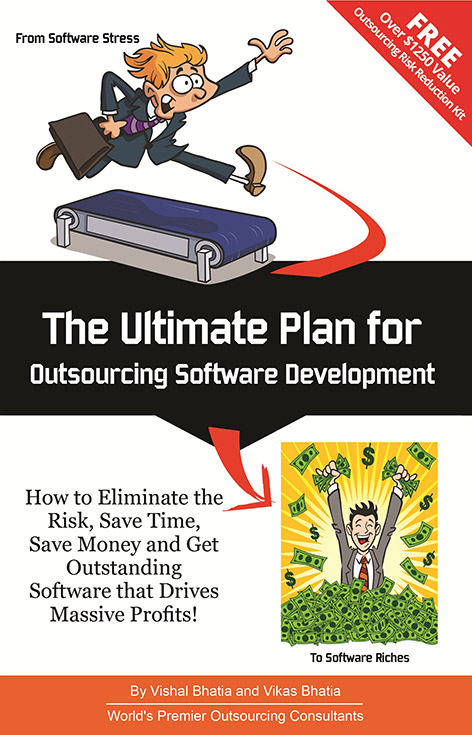 From Software Stress
FREE
Over $1250 Value
Outsourcing Risk Reduction Kit
The Ultimate Plan for
Outsourcing Software Development
How to Eliminate the
Risk, Save Time,
Save Money and Get
Outstanding
Software that Drives
Massive Profits!
$
$
$
$
$
To Software Riches
By Vishal Bhatia and Vikas Bhatia
World's Premier Outsourcing Consultants